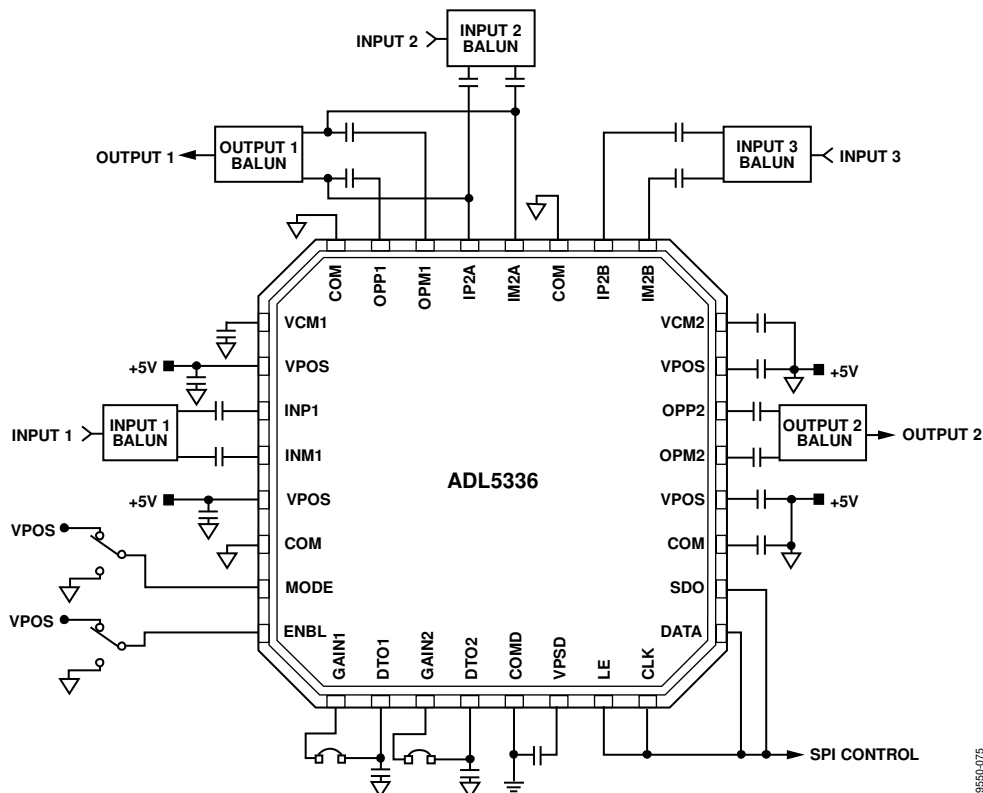 INPUT 2
INPUT 2
BALUN
OUTPUT 1
OUTPUT 1
BALUN
INPUT 3
BALUN
INPUT 3
COM
OPP1
OPM1
IP2A
IM2A
COM
IP2B
IM2B
VCM1
VCM2
+5V
VPOS
VPOS
+5V
INPUT 1
INPUT 1
BALUN
INP1
OPP2
OUTPUT 2
BALUN
OUTPUT 2
INM1
OPM2
ADL5336
+5V
VPOS
VPOS
+5V
VPOS
COM
COM
MODE
SDO
VPOS
ENBL
DATA
GAIN1
DTO1
GAIN2
DTO2
COMD
VPSD
LE
CLK
SPI CONTROL
9550-075